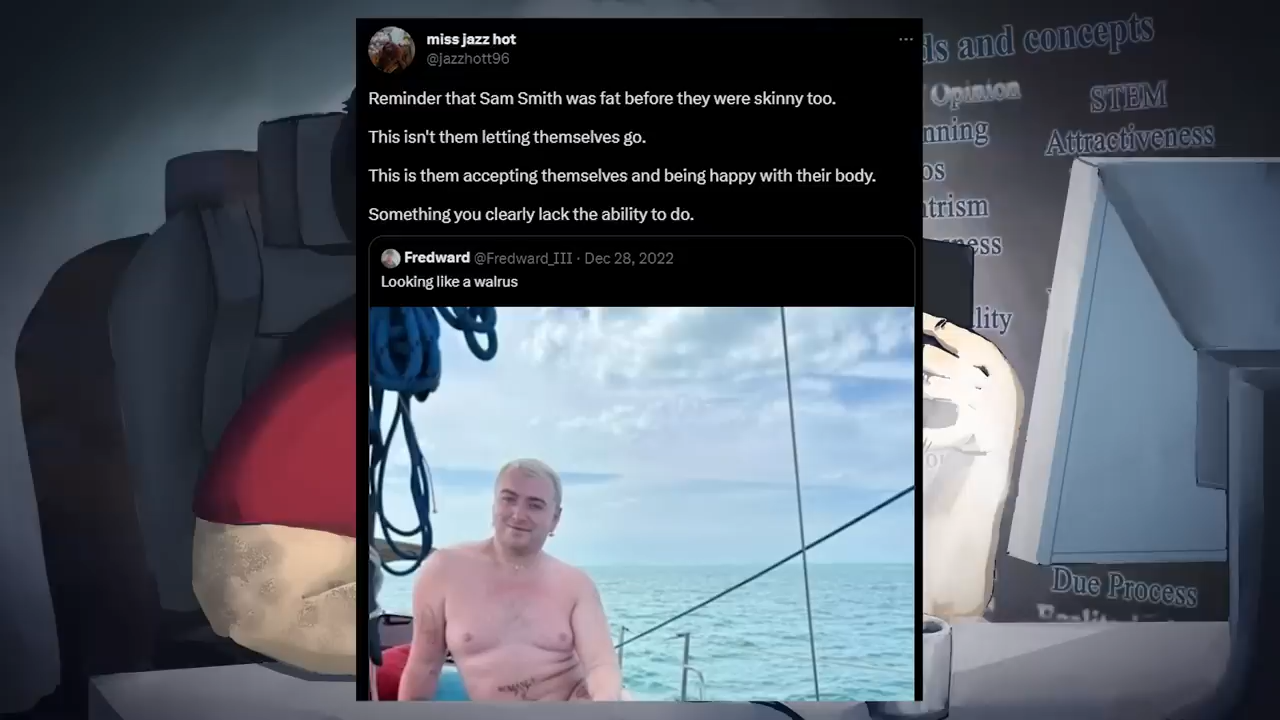 miss jazz hot
@jazzhott96
Reminder that Sam Smith was fat before they were skinny too.
This isn't them letting themselves go.
This is them accepting themselves and being happy with their body.
Something you clearly lack the ability to do.
Fredward @Fredward_III · Dec 28, 2022
Looking like a walrus
ds and concepts
Opinion
STEM
nning
Attractiveness
os
trism
ness
lity
Due Process